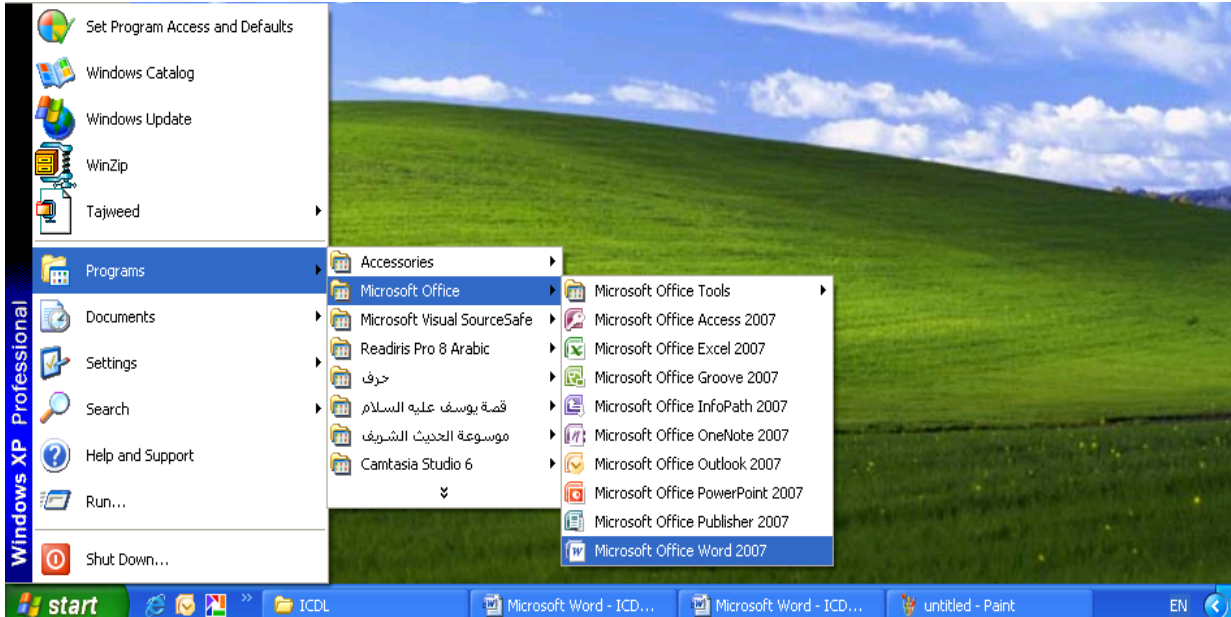 Set Program Access and Defaults
Windows Catalog
Windows Update
WinZip
Tajweed
Programs
Documents
Settings
Search
Help and Support
Run...
Shut Down...
Windows XP Professional
Accessories
Microsoft Office
Microsoft Visual SourceSafe
Readiris Pro 8 Arabic
حرف
قصة يوسف عليه السلام
موسوعة الحديث الشريف
Camtasia Studio 6
Microsoft Office Tools
Microsoft Office Access 2007
Microsoft Office Excel 2007
Microsoft Office Groove 2007
Microsoft Office InfoPath 2007
Microsoft Office OneNote 2007
Microsoft Office Outlook 2007
Microsoft Office PowerPoint 2007
Microsoft Office Publisher 2007
Microsoft Office Word 2007
start
ICDL
Microsoft Word - ICD...
Microsoft Word - ICD...
untitled - Paint
EN